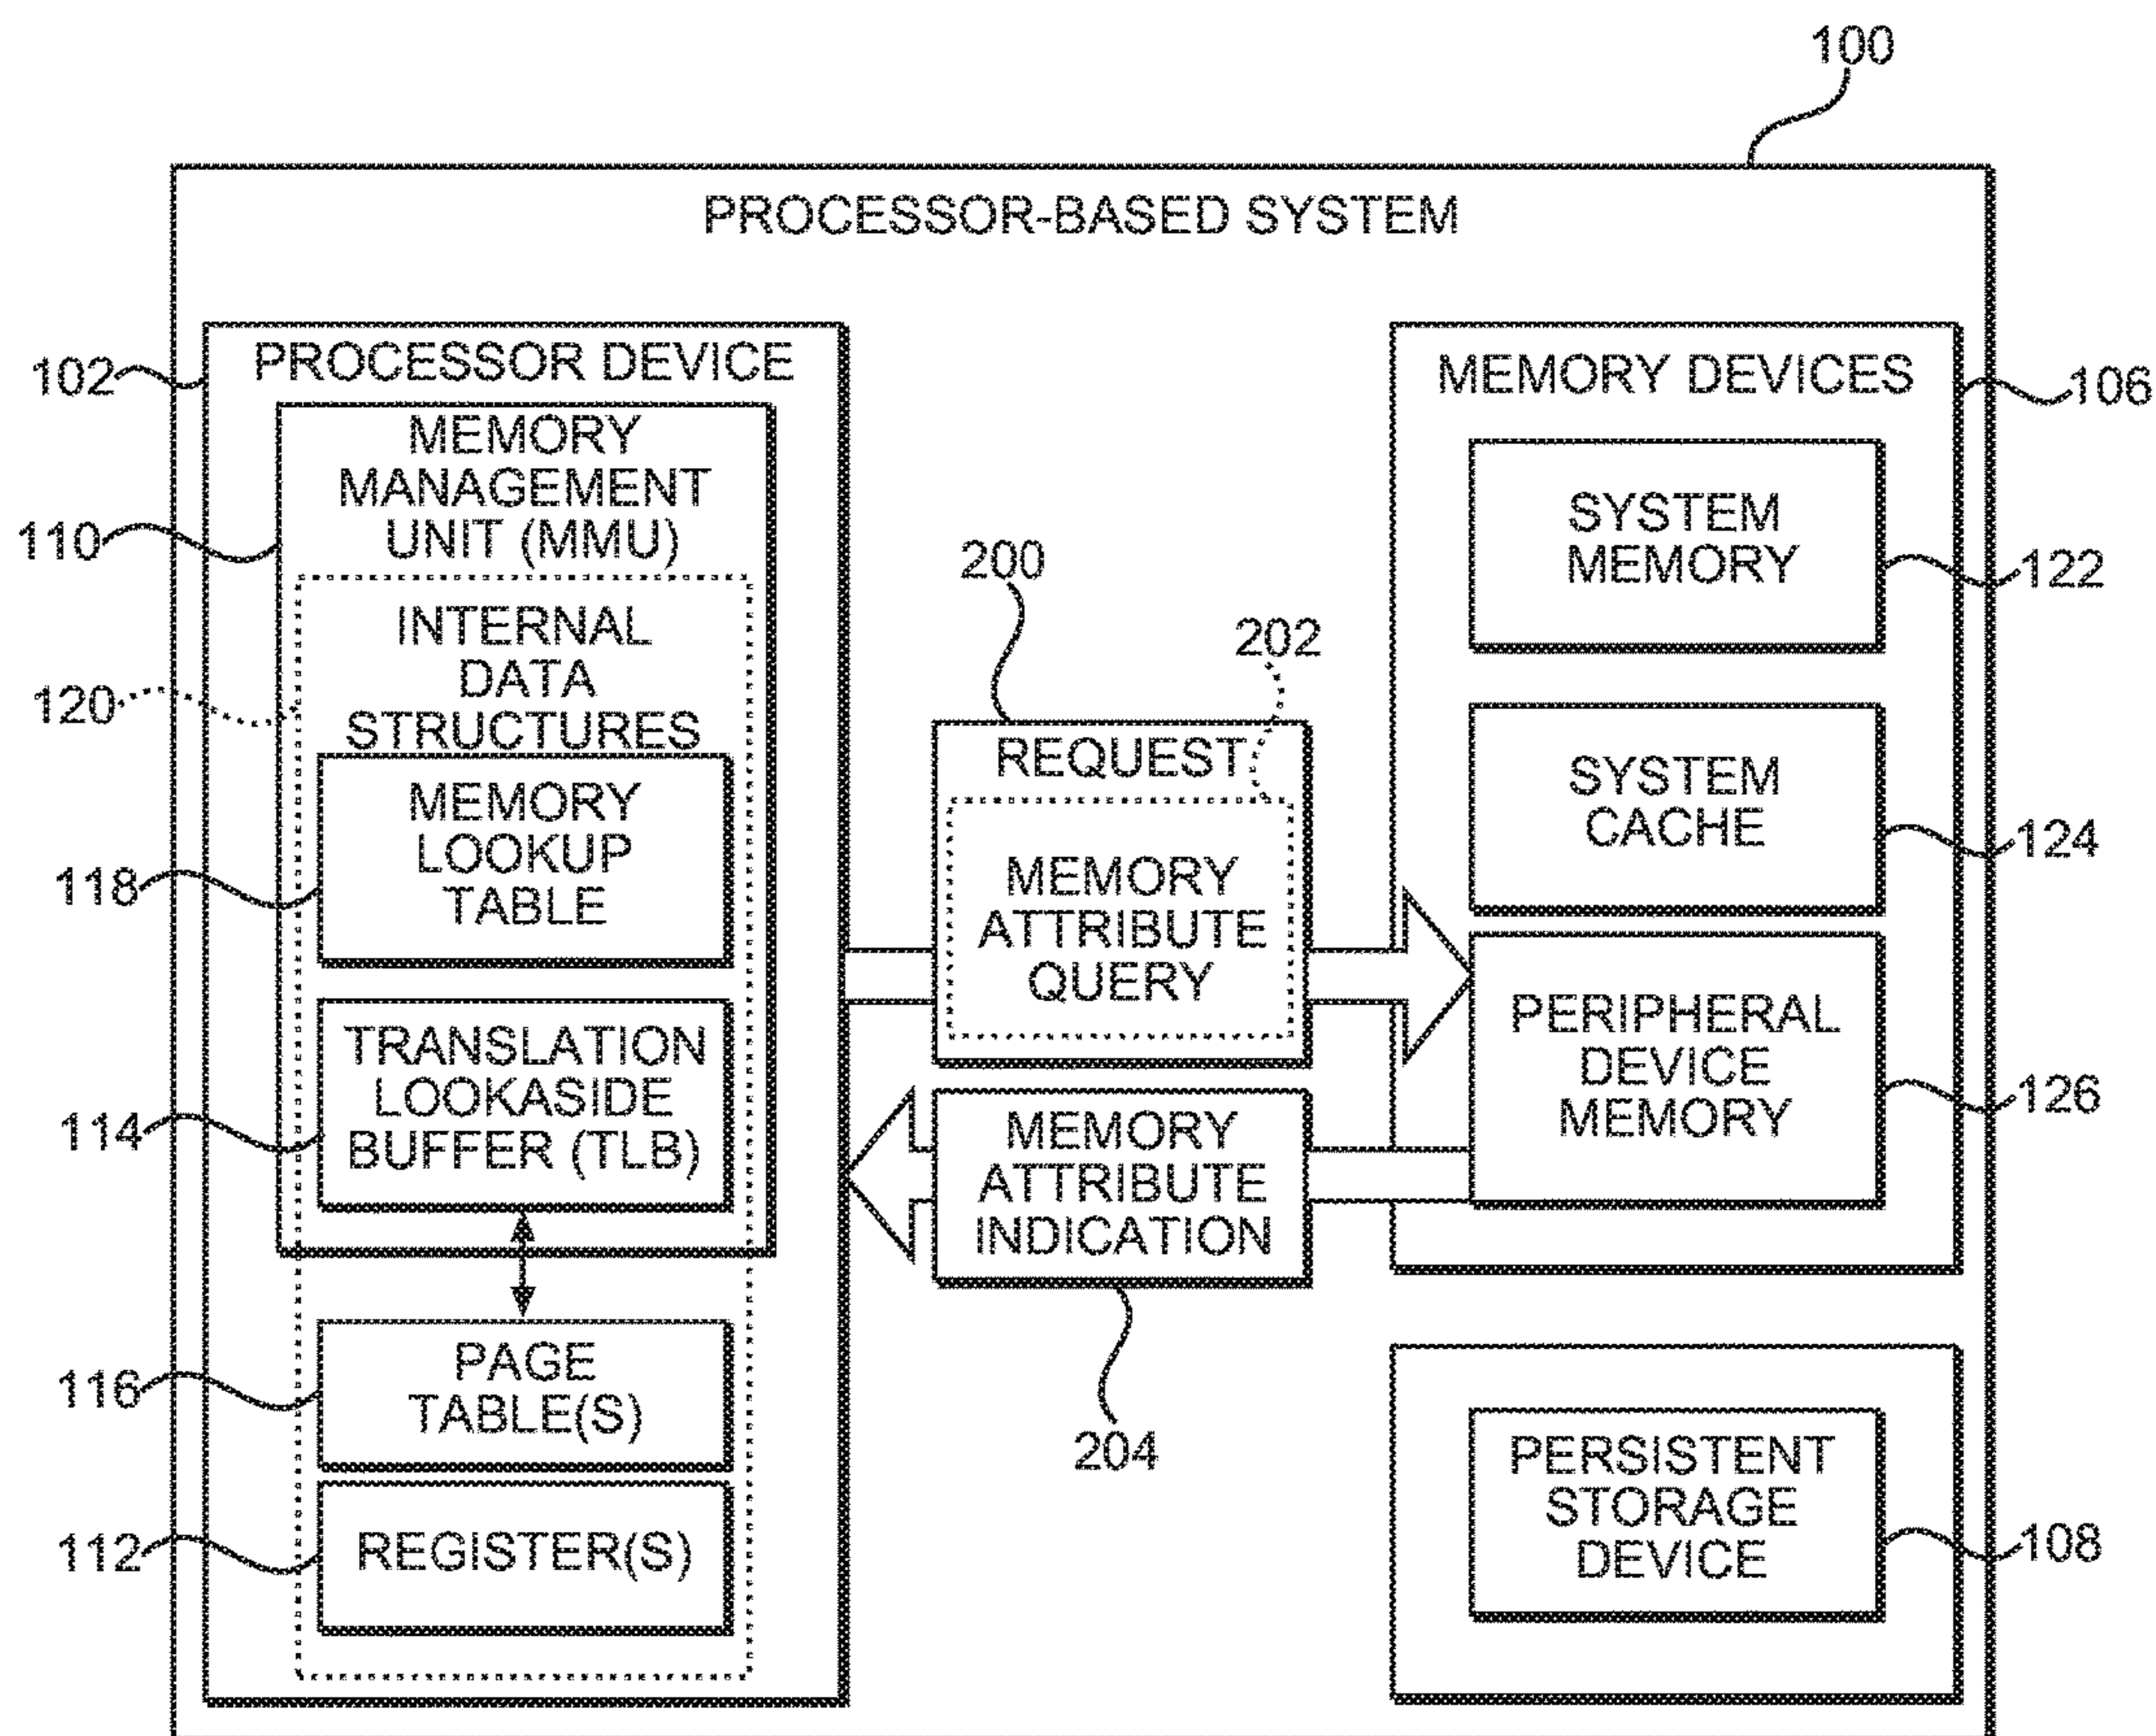 100
PROCESSOR-BASED SYSTEM
102
PROCESSOR DEVICE
110
MEMORY
MANAGEMENT
UNIT (MMU)
120
INTERNAL
DATA
STRUCTURES
118
MEMORY
LOOKUP
TABLE
114
TRANSLATION
LOOKASIDE
BUFFER (TLB)
116
PAGE
TABLE(S)
112
REGISTER(S)
200
202
REQUEST
MEMORY
ATTRIBUTE
QUERY
MEMORY
ATTRIBUTE
INDICATION
204
MEMORY DEVICES
106
SYSTEM
MEMORY
122
SYSTEM
CACHE
124
PERIPHERAL
DEVICE
MEMORY
126
PERSISTENT
STORAGE
DEVICE
108